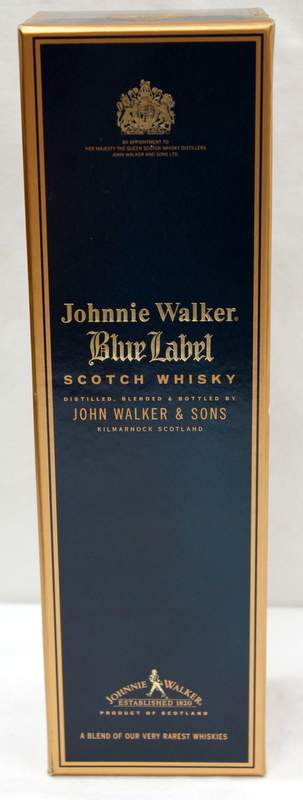 BY APPOINTMENT TO
HER MAJESTY THE QUEEN SCOTCH WHISKY DISTILLERS
JOHN WALKER AND SONS LTD
Johnnie Walker.
Blue Label
SCOTCH WHISKY
DISTILLED, BLENDED & BOTTLED BY
JOHN WALKER & SONS
KILMARNOCK SCOTLAND
JOHNNIE WALKER
ESTABLISHED 1820
PRODUCT OF SCOTLAND
A BLEND OF OUR VERY RAREST WHISKIES